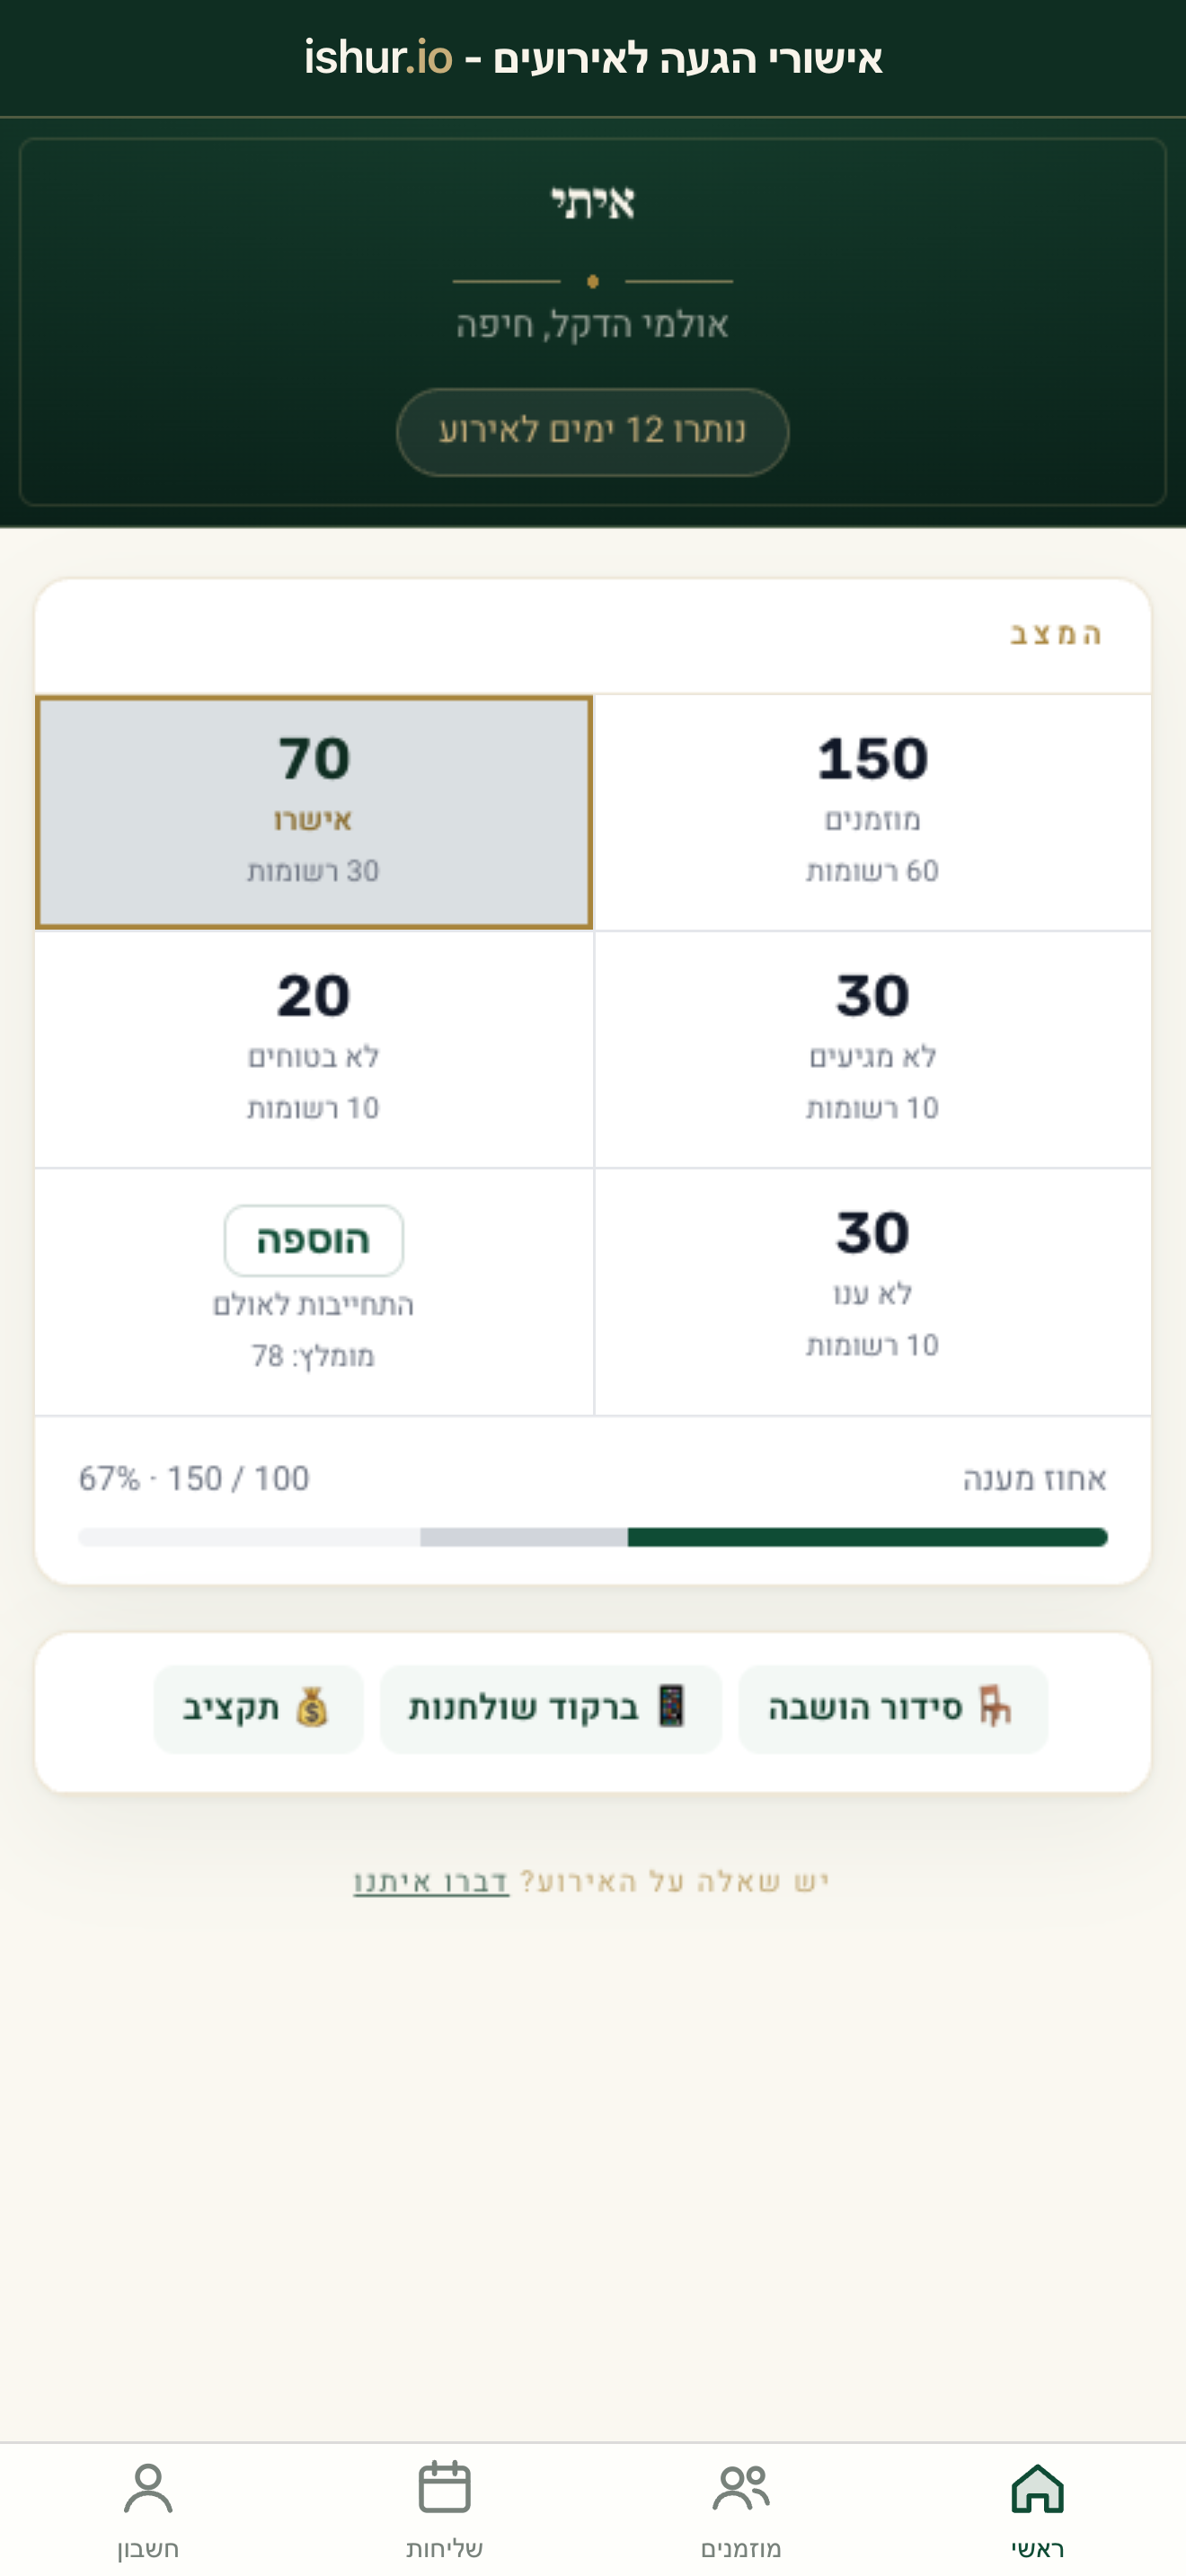 אישורי הגעה לאירועים - ishur.io
איתי
אולמי הדקל, חיפה
נותרו 12 ימים לאירוע
המצב
150
מוזמנים
60 רשומות
70
אישרו
30 רשומות
30
לא מגיעים
10 רשומות
20
לא בטוחים
10 רשומות
30
לא ענו
10 רשומות
הוספה
התחייבות לאולם
מומלץ: 78
אחוז מענה
67% · 150 / 100
סידור הושבה
ברקוד שולחנות
תקציב
יש שאלה על האירוע? דברו איתנו
ראשי
מוזמנים
שליחות
חשבון